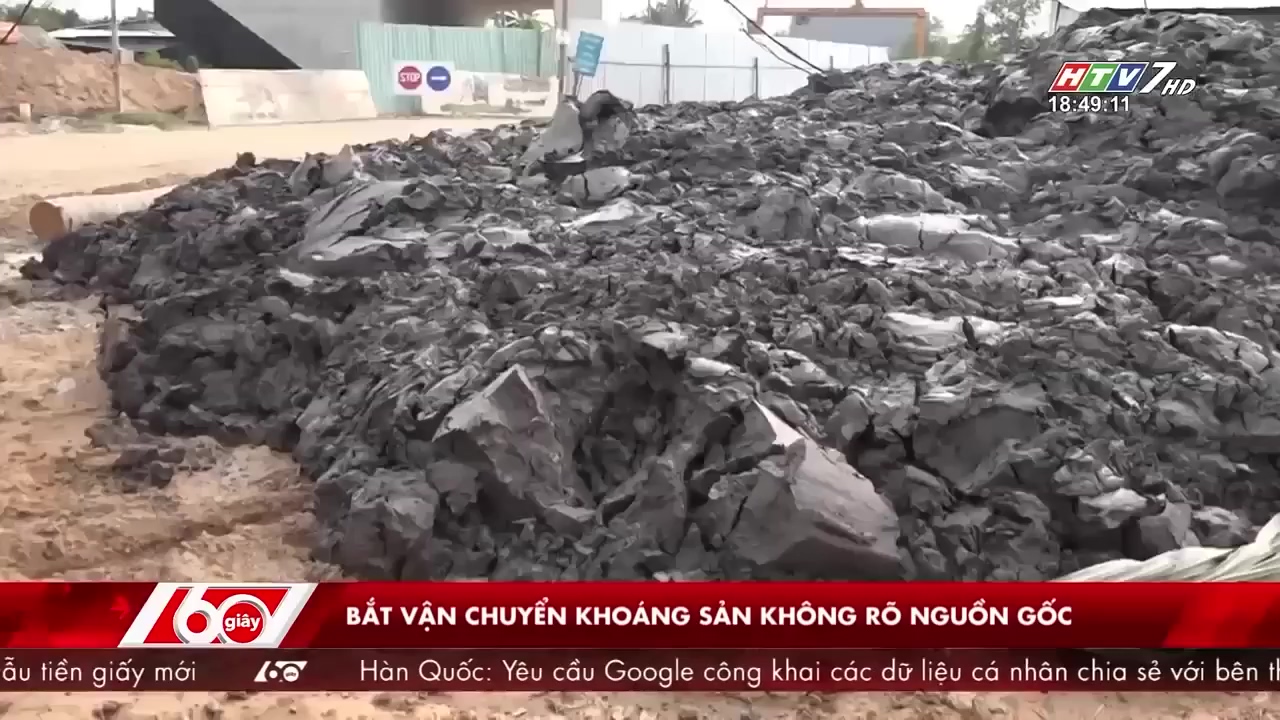 HTV7 HD
18:49:11
STOP
60 giây
BẮT VẬN CHUYỂN KHOÁNG SẢN KHÔNG RÕ NGUỒN GỐC
ẫu tiền giấy mới 60 Hàn Quốc: Yêu cầu Google công khai các dữ liệu cá nhân chia sẻ với bên th